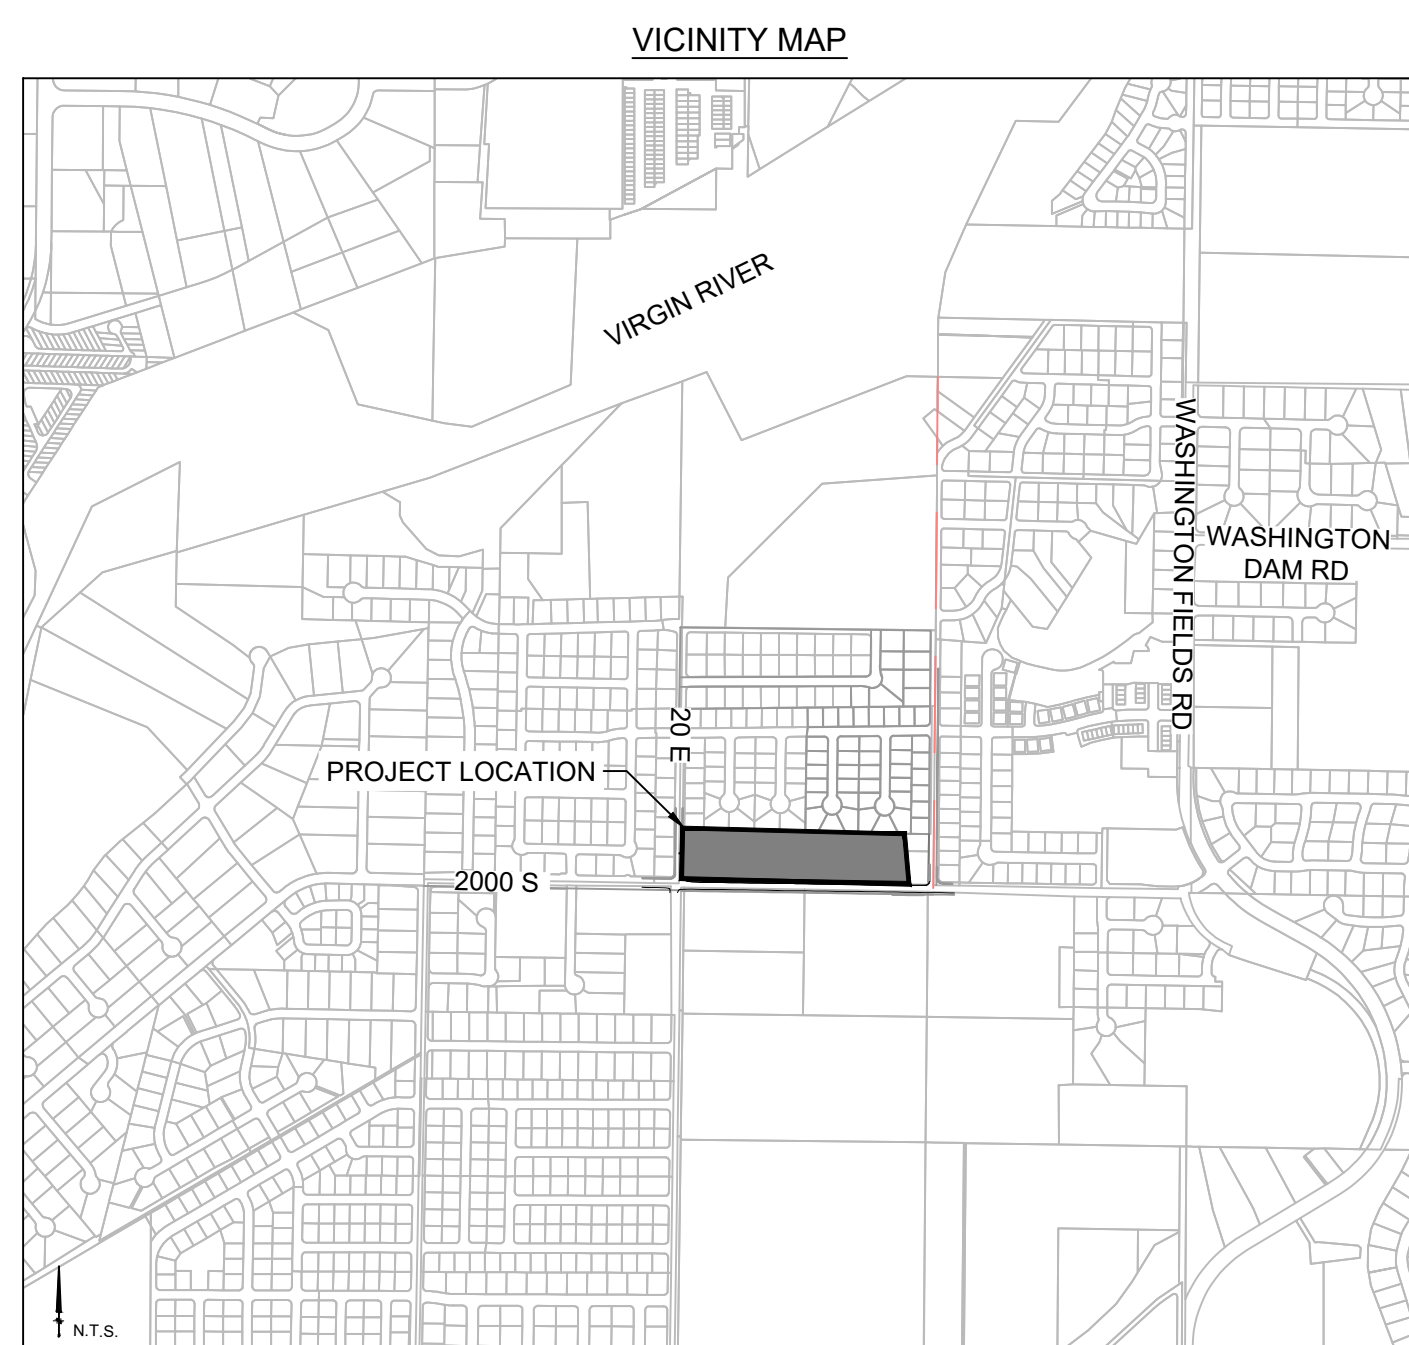 VICINITY MAP
VIRGIN RIVER
WASHINGTON FIELDS RD
WASHINGTON
DAM RD
20 E
PROJECT LOCATION
2000 S
N.T.S.